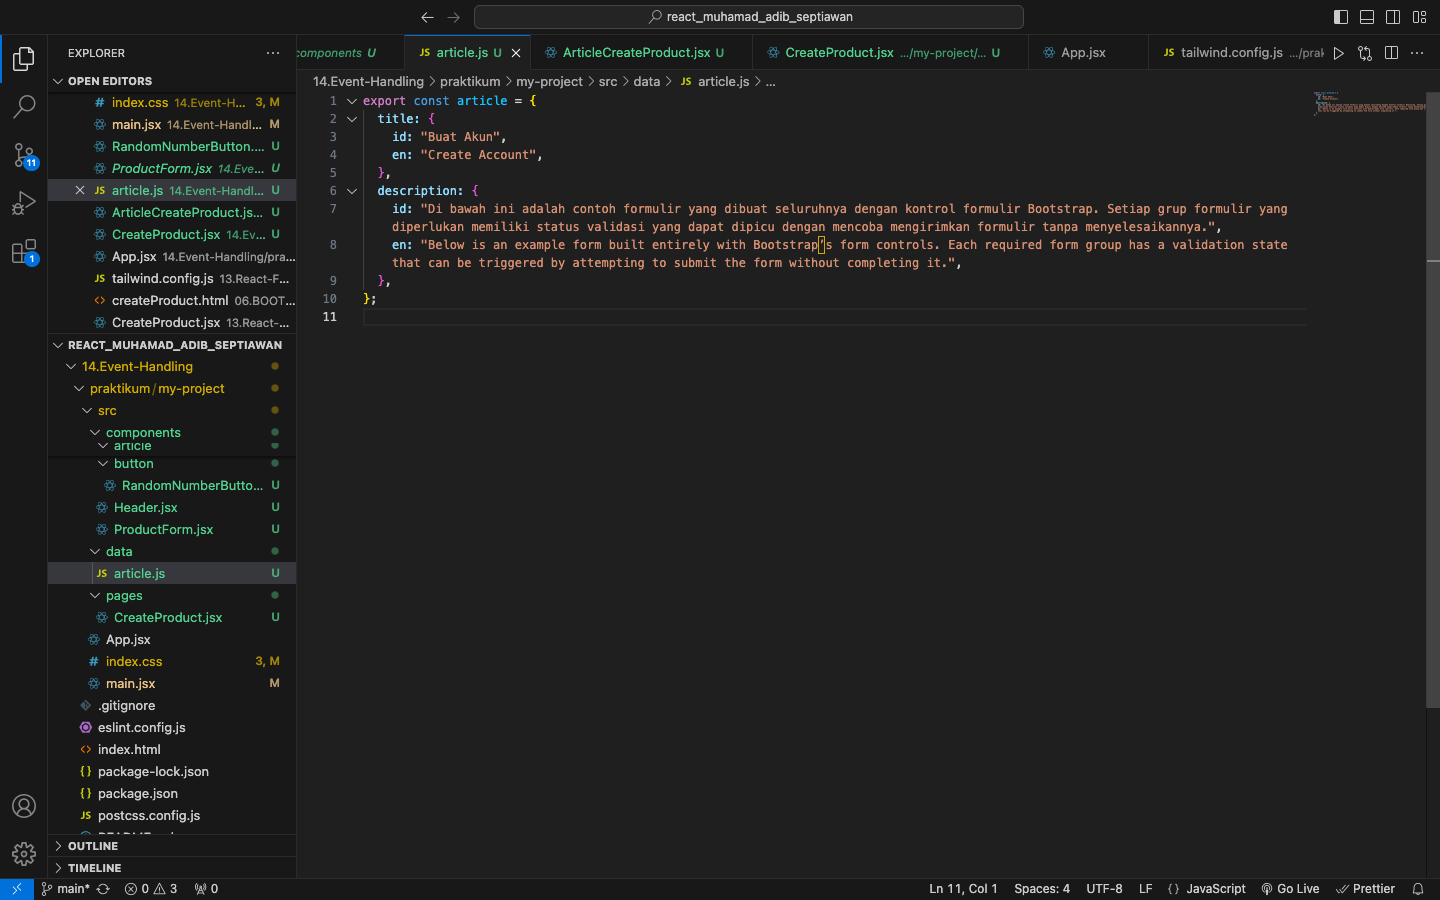 react_muhamad_adib_septiawan
EXPLORER
components U
JS article.js U
ArticleCreateProduct.jsx U
CreateProduct.jsx .../my-project/... U
App.jsx
JS tailwind.config.js .../prak
OPEN EDITORS
# index.css 14.Event-H... 3, M
main.jsx 14.Event-Handl... M
RandomNumberButton.... U
ProductForm.jsx 14.Eve... U
JS article.js 14.Event-Handl... U
ArticleCreateProduct.js... U
CreateProduct.jsx 14.Ev... U
App.jsx 14.Event-Handling/pra...
JS tailwind.config.js 13.React-F...
<> createProduct.html 06.BOOT...
CreateProduct.jsx 13.React-...
REACT_MUHAMAD_ADIB_SEPTIAWAN
14.Event-Handling
praktikum / my-project
src
components
article
button
RandomNumberButto... U
Header.jsx U
ProductForm.jsx U
data
JS article.js U
pages
CreateProduct.jsx U
App.jsx
# index.css 3, M
main.jsx M
.gitignore
eslint.config.js
<> index.html
{} package-lock.json
{} package.json
JS postcss.config.js
OUTLINE
TIMELINE
14.Event-Handling > praktikum > my-project > src > data > JS article.js > ...
1 export const article = {
2 title: {
3 id: "Buat Akun",
4 en: "Create Account",
5 },
6 description: {
7 id: "Di bawah ini adalah contoh formulir yang dibuat seluruhnya dengan kontrol formulir Bootstrap. Setiap grup formulir yang
diperlukan memiliki status validasi yang dapat dipicu dengan mencoba mengirimkan formulir tanpa menyelesaikannya.",
8 en: "Below is an example form built entirely with Bootstrap’s form controls. Each required form group has a validation state
that can be triggered by attempting to submit the form without completing it.",
9 },
10 };
11
11
1
main* 0 3 0
Ln 11, Col 1 Spaces: 4 UTF-8 LF {} JavaScript Go Live Prettier